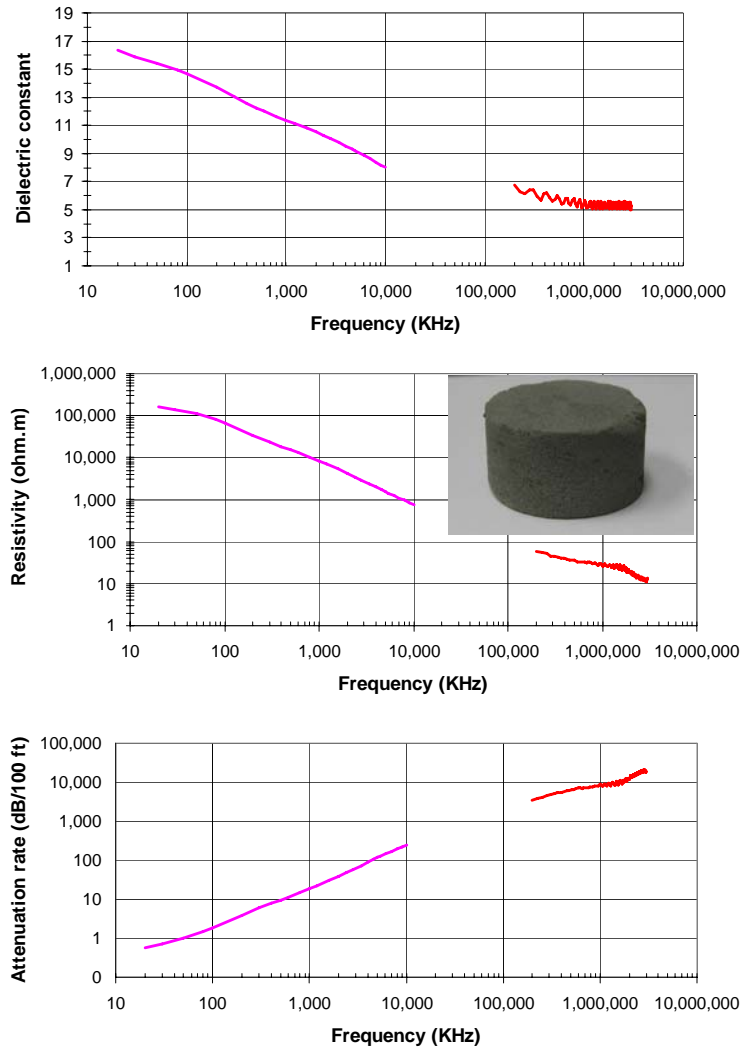 19
17
15
13
11
9
7
5
3
1
Dielectric constant
10 100 1,000 10,000 100,000 1,000,000 10,000,000
Frequency (KHz)
1,000,000
100,000
10,000
1,000
100
10
1
Resistivity (ohm.m)
10 100 1,000 10,000 100,000 1,000,000 10,000,000
Frequency (KHz)
100,000
10,000
1,000
100
10
1
0
Attenuation rate (dB/100 ft)
10 100 1,000 10,000 100,000 1,000,000 10,000,000
Frequency (KHz)